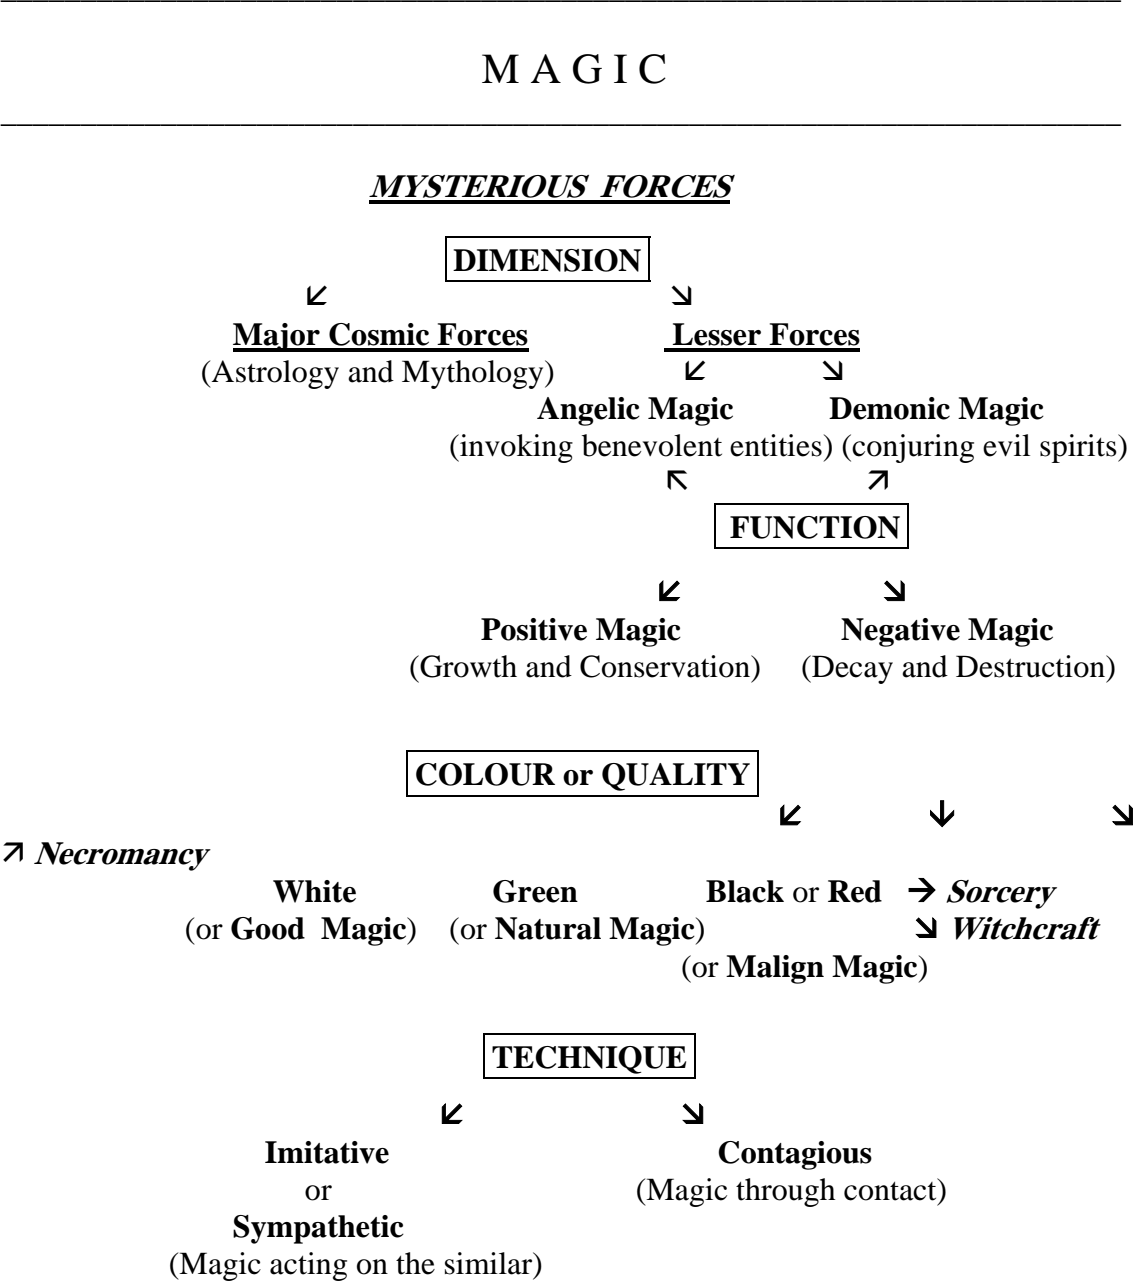 M A G I C
MYSTERIOUS FORCES
DIMENSION
↙ ↘
Major Cosmic Forces Lesser Forces
(Astrology and Mythology) ↙ ↘
Angelic Magic Demonic Magic
(invoking benevolent entities) (conjuring evil spirits)
↖ ↗
FUNCTION
↙ ↘
Positive Magic Negative Magic
(Growth and Conservation) (Decay and Destruction)
COLOUR or QUALITY
↙ ↓ ↘
↗ Necromancy
White Green Black or Red → Sorcery
(or Good Magic) (or Natural Magic) ↘ Witchcraft
(or Malign Magic)
TECHNIQUE
↙ ↘
Imitative Contagious
or (Magic through contact)
Sympathetic
(Magic acting on the similar)